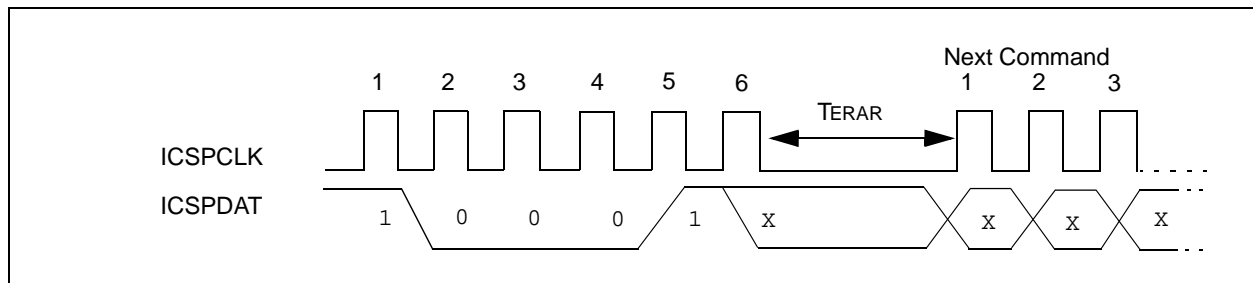 Next Command
1 2 3 4 5 6 1 2 3
TERAR
ICSPCLK
ICSPDAT
1 0 0 0 1 X X X X